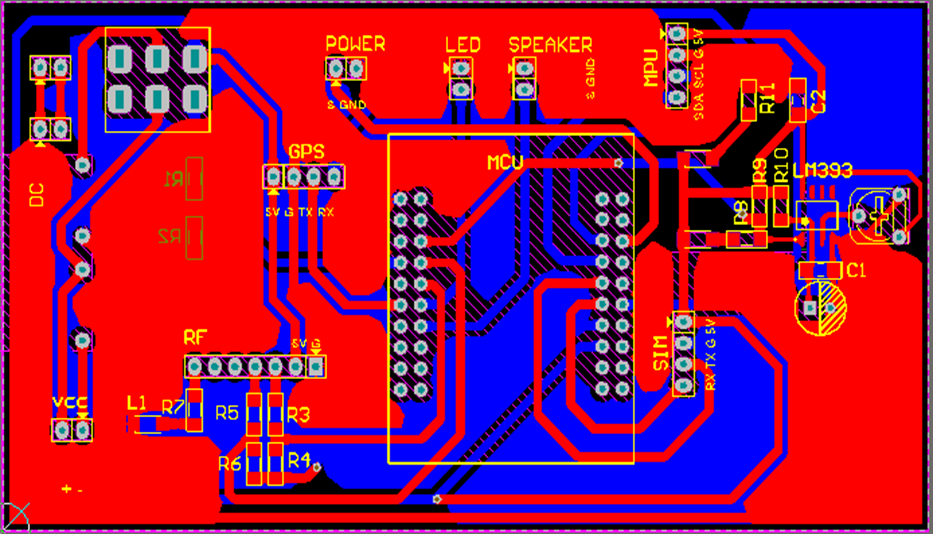 POWER
LED
SPEAKER
& GND
& GND
MPU
SDA SCL G 5V
R11
C2
DC
R1
R2
GPS
5V G TX RX
MCU
R9
R10
LM393
R8
C1
RF
5V G
SIM
RX TX G 5V
VCC
L1
R7
R5
R3
R6
R4
+ -